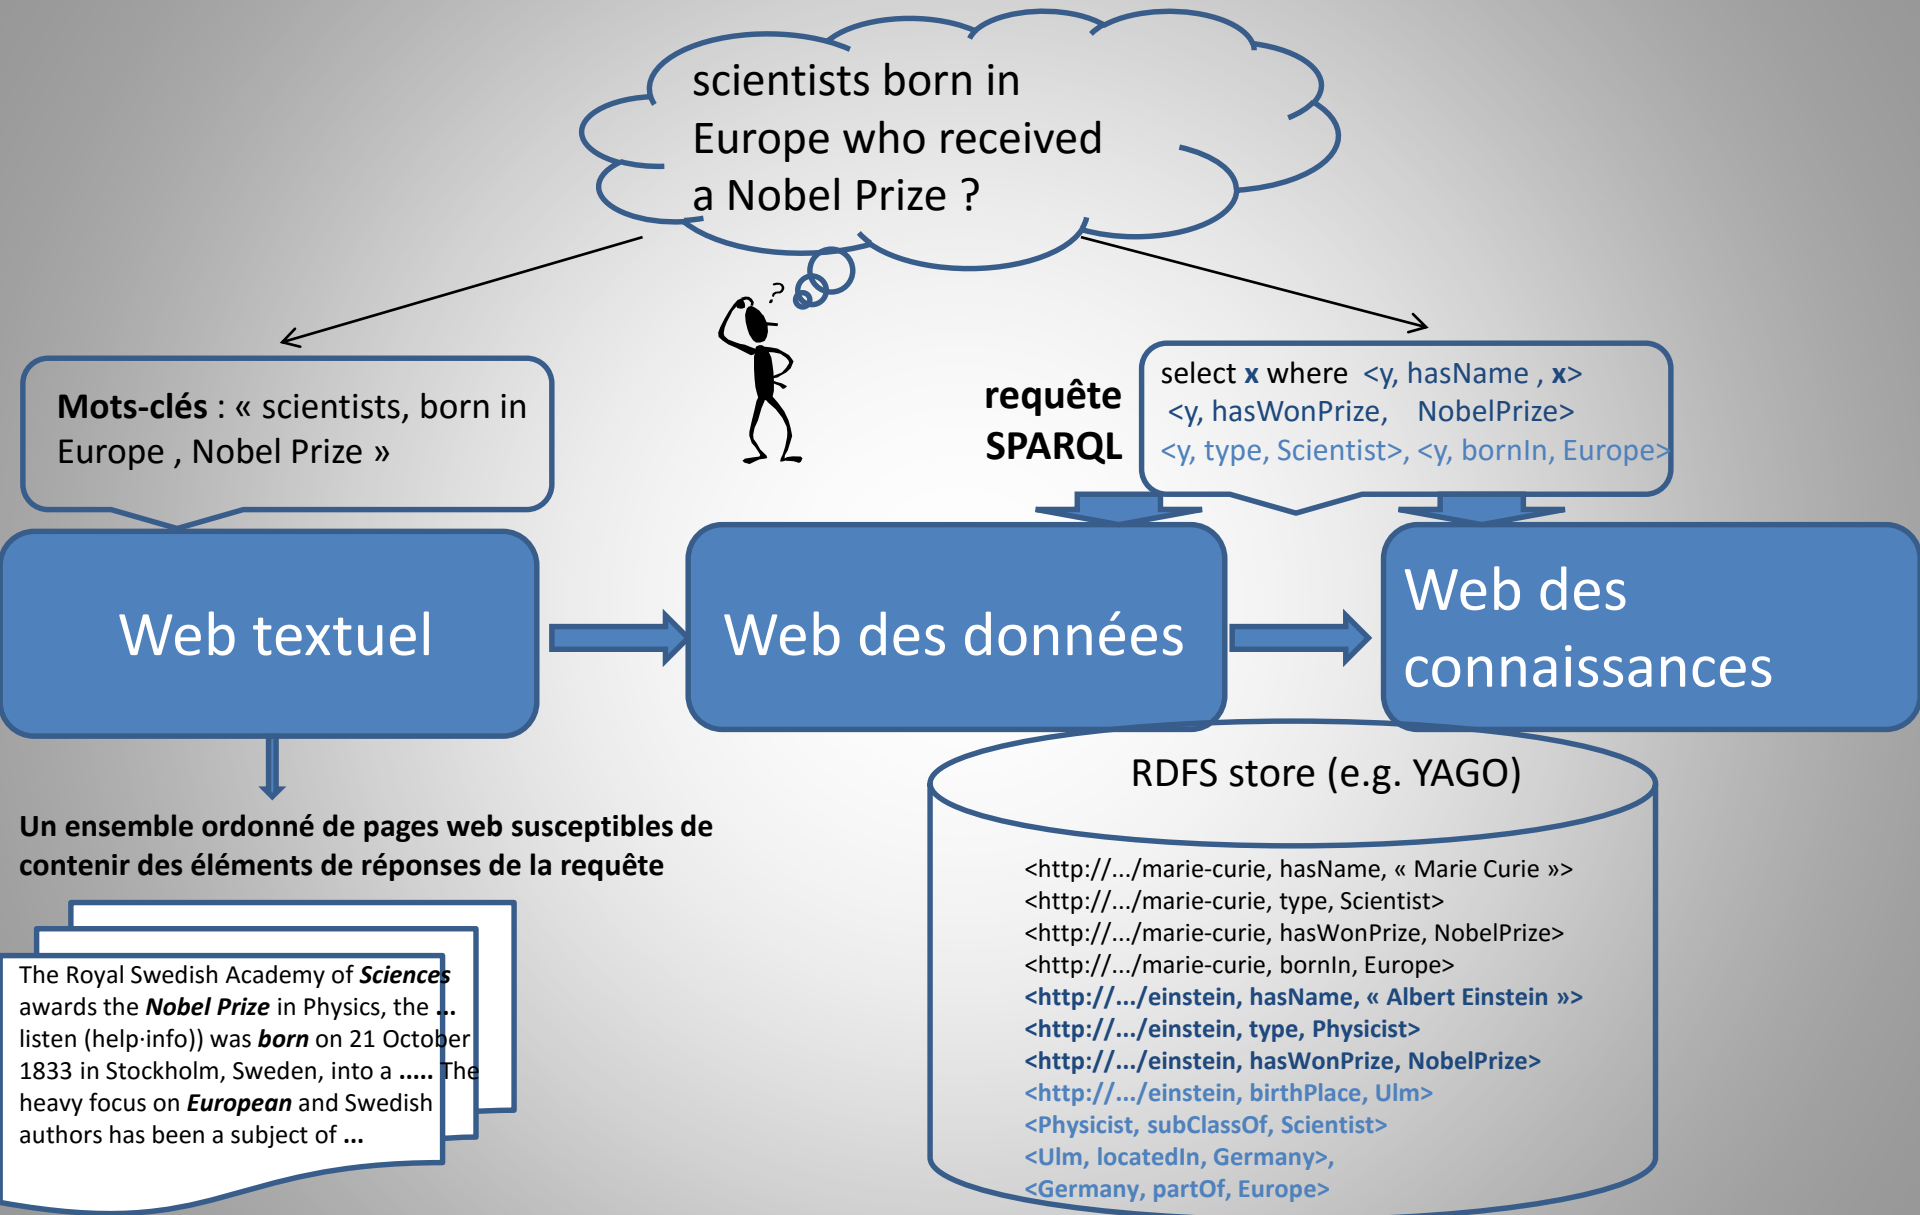 scientists born in
Europe who received
a Nobel Prize ?
?
Mots-clés : « scientists, born in
Europe , Nobel Prize »
requête
SPARQL
select x where <y, hasName , x>
<y, hasWonPrize, NobelPrize>
<y, type, Scientist>, <y, bornIn, Europe>
Web textuel
Web des données
Web des
connaissances
Un ensemble ordonné de pages web susceptibles de
contenir des éléments de réponses de la requête
The Royal Swedish Academy of Sciences
awards the Nobel Prize in Physics, the ...
listen (help·info)) was born on 21 October
1833 in Stockholm, Sweden, into a ..... The
heavy focus on European and Swedish
authors has been a subject of ...
RDFS store (e.g. YAGO)
<http://.../marie-curie, hasName, « Marie Curie »>
<http://.../marie-curie, type, Scientist>
<http://.../marie-curie, hasWonPrize, NobelPrize>
<http://.../marie-curie, bornIn, Europe>
<http://.../einstein, hasName, « Albert Einstein »>
<http://.../einstein, type, Physicist>
<http://.../einstein, hasWonPrize, NobelPrize>
<http://.../einstein, birthPlace, Ulm>
<Physicist, subClassOf, Scientist>
<Ulm, locatedIn, Germany>,
<Germany, partOf, Europe>